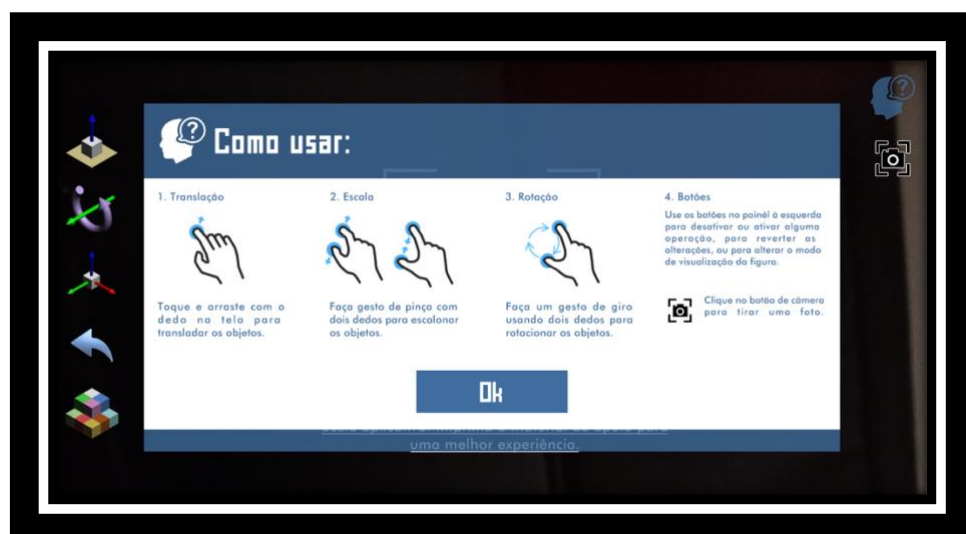 Como usar:
1. Translação
Toque e arraste com o
dedo na tela para
transladar os objetos.
2. Escala
Faça gesto de pinça com
dois dedos para escalonar
os objetos.
3. Rotação
Faça um gesto de giro
usando dois dedos para
rotacionar os objetos.
4. Botões
Use os botões no painél à esquerda
para desativar ou ativar alguma
operação, para reverter as
alterações, ou para alterar o modo
de visualização da figura.
Clique no botão de câmera
para tirar uma foto.
Ok
uma melhor experiência.